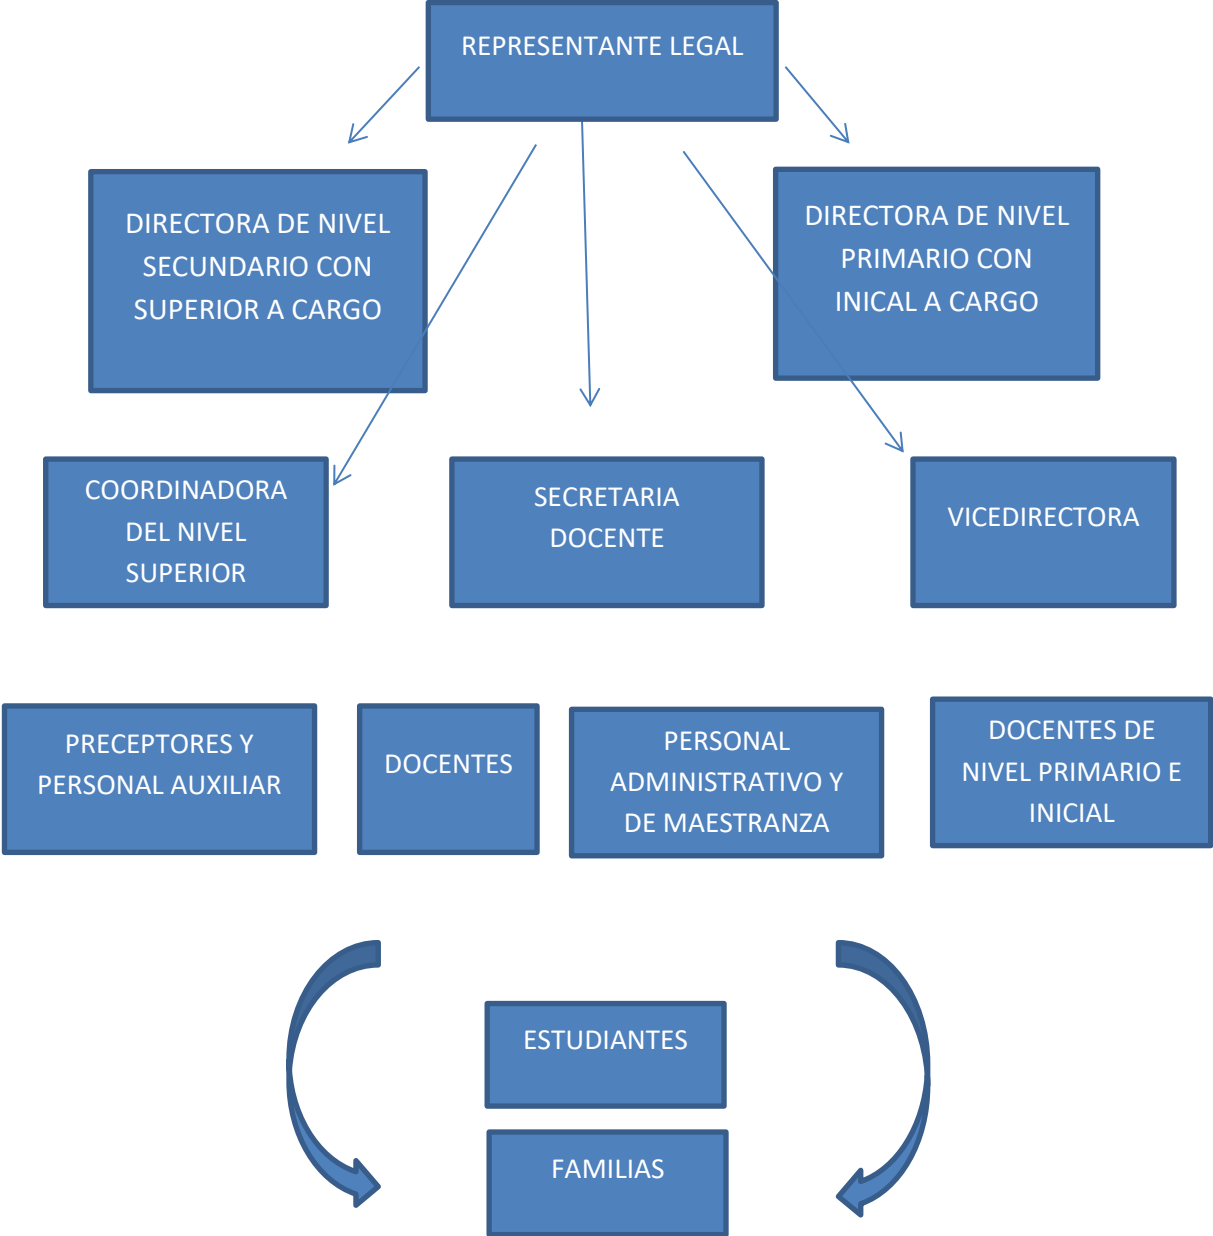 REPRESENTANTE LEGAL
DIRECTORA DE NIVEL
SECUNDARIO CON
SUPERIOR A CARGO
DIRECTORA DE NIVEL
PRIMARIO CON
INICAL A CARGO
COORDINADORA
DEL NIVEL
SUPERIOR
SECRETARIA
DOCENTE
VICEDIRECTORA
PRECEPTORES Y
PERSONAL AUXILIAR
DOCENTES
PERSONAL
ADMINISTRATIVO Y
DE MAESTRANZA
DOCENTES DE
NIVEL PRIMARIO E
INICIAL
ESTUDIANTES
FAMILIAS